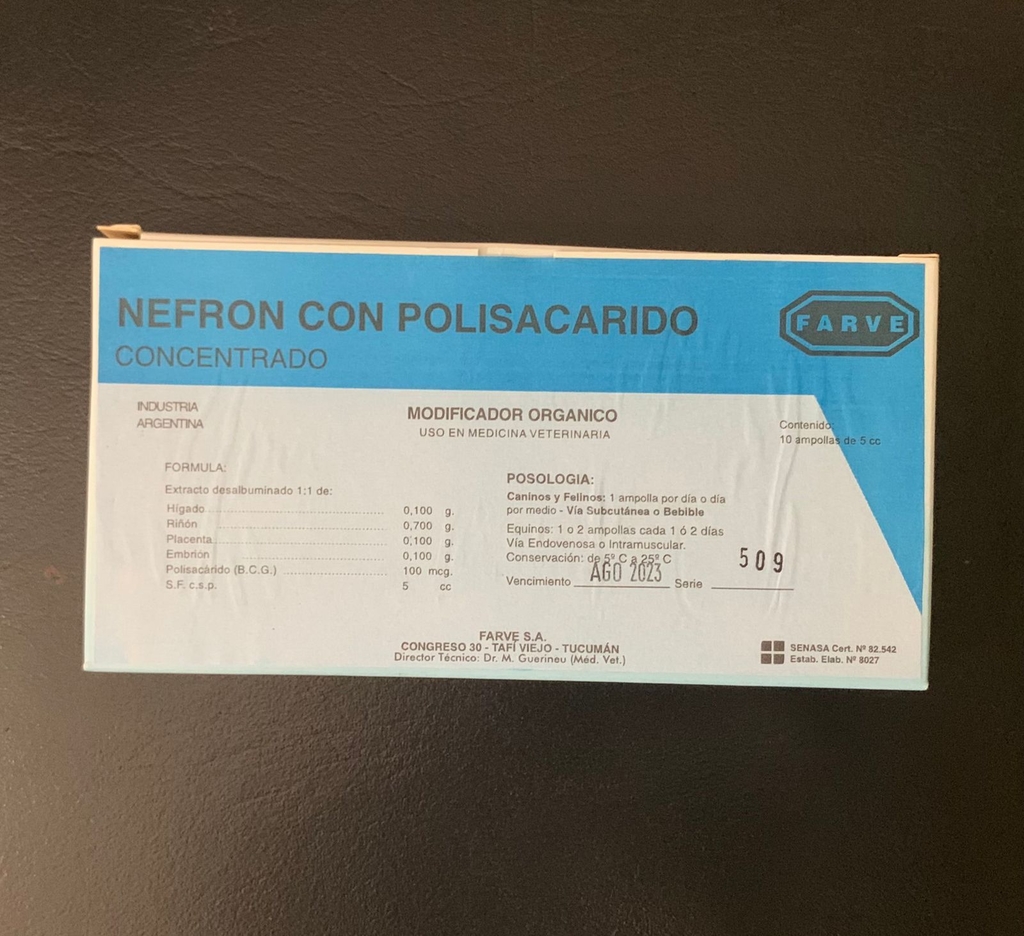 NEFRON CON POLISACARIDO
CONCENTRADO
FARVE
INDUSTRIA
ARGENTINA
MODIFICADOR ORGANICO
USO EN MEDICINA VETERINARIA
Contenido:
10 ampollas de 5 cc
FORMULA:
Extracto desalbuminado 1:1 de:
Hígado 0,100 g.
Riñón 0,700 g.
Placenta 0,100 g.
Embrión 0,100 g.
Polisacárido (B.C.G.) 100 mcg.
S.F. c.s.p. 5 cc
POSOLOGIA:
Caninos y Felinos: 1 ampolla por día o día
por medio - Vía Subcutánea o Bebible
Equinos: 1 o 2 ampollas cada 1 ó 2 días
Vía Endovenosa o Intramuscular.
Conservación: de 5º C a 25º C
Vencimiento AGO 2023 Serie 509
FARVE S.A.
CONGRESO 30 - TAFÍ VIEJO - TUCUMÁN
Director Técnico: Dr. M. Guerineu (Méd. Vet.)
SENASA Cert. Nº 82.542
Estab. Elab. Nº 8027